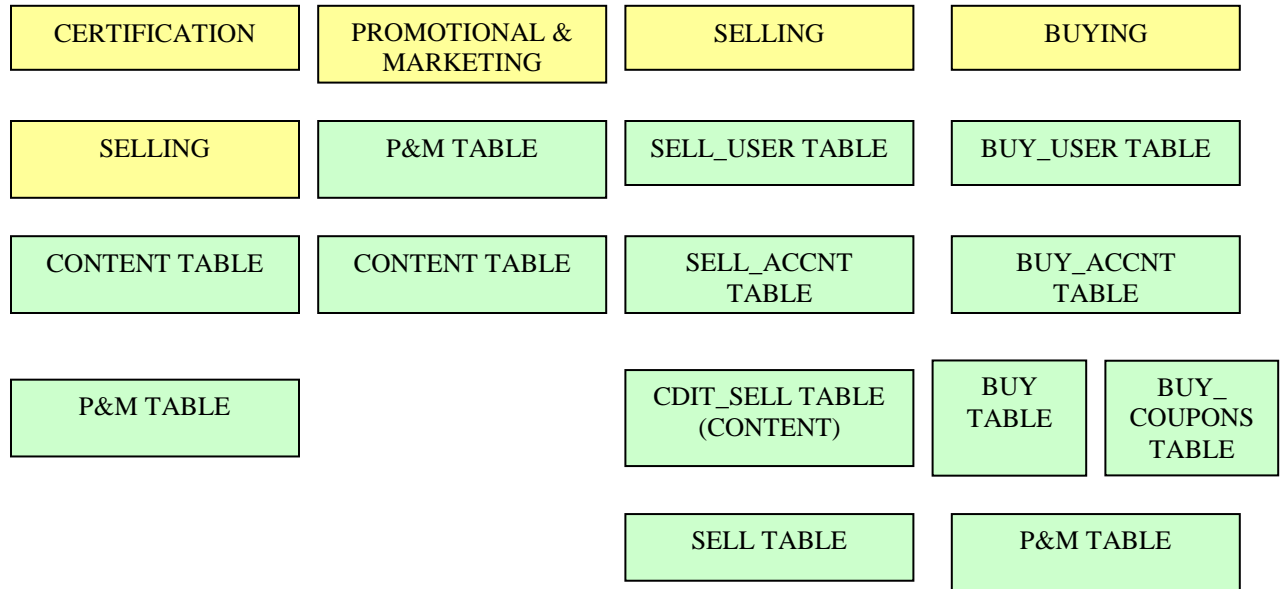 CERTIFICATION
PROMOTIONAL &
MARKETING
SELLING
BUYING
SELLING
P&M TABLE
SELL_USER TABLE
BUY_USER TABLE
CONTENT TABLE
CONTENT TABLE
SELL_ACCNT
TABLE
BUY_ACCNT
TABLE
P&M TABLE
CDIT_SELL TABLE
(CONTENT)
BUY
TABLE
BUY_
COUPONS
TABLE
SELL TABLE
P&M TABLE